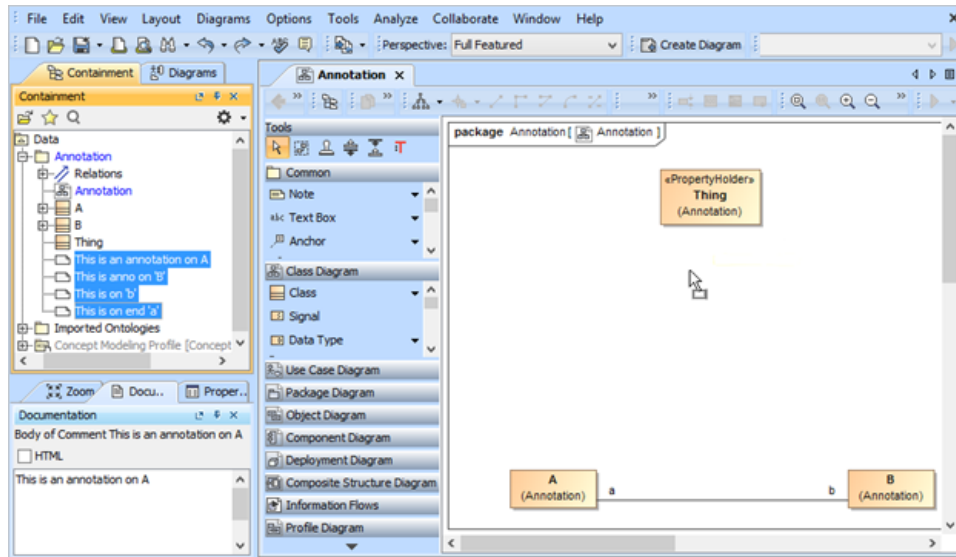 File Edit View Layout Diagrams Options Tools Analyze Collaborate Window Help
Perspective: Full Featured Create Diagram
Containment Diagrams
Containment
Data
Annotation
Relations
Annotation
A
B
Thing
This is an annotation on A
This is anno on 'B'
This is on 'b'
This is on end 'a'
Imported Ontologies
Concept Modeling Profile [Concept
Zoom Docu.. Proper..
Documentation
Body of Comment This is an annotation on A
HTML
This is an annotation on A
Annotation
Tools
Common
Note
abc Text Box
Anchor
Class Diagram
Class
Signal
Data Type
Use Case Diagram
Package Diagram
Object Diagram
Component Diagram
Deployment Diagram
Composite Structure Diagram
Information Flows
Profile Diagram
package Annotation [ Annotation ]
«PropertyHolder»
Thing
(Annotation)
A
(Annotation)
a
b
B
(Annotation)